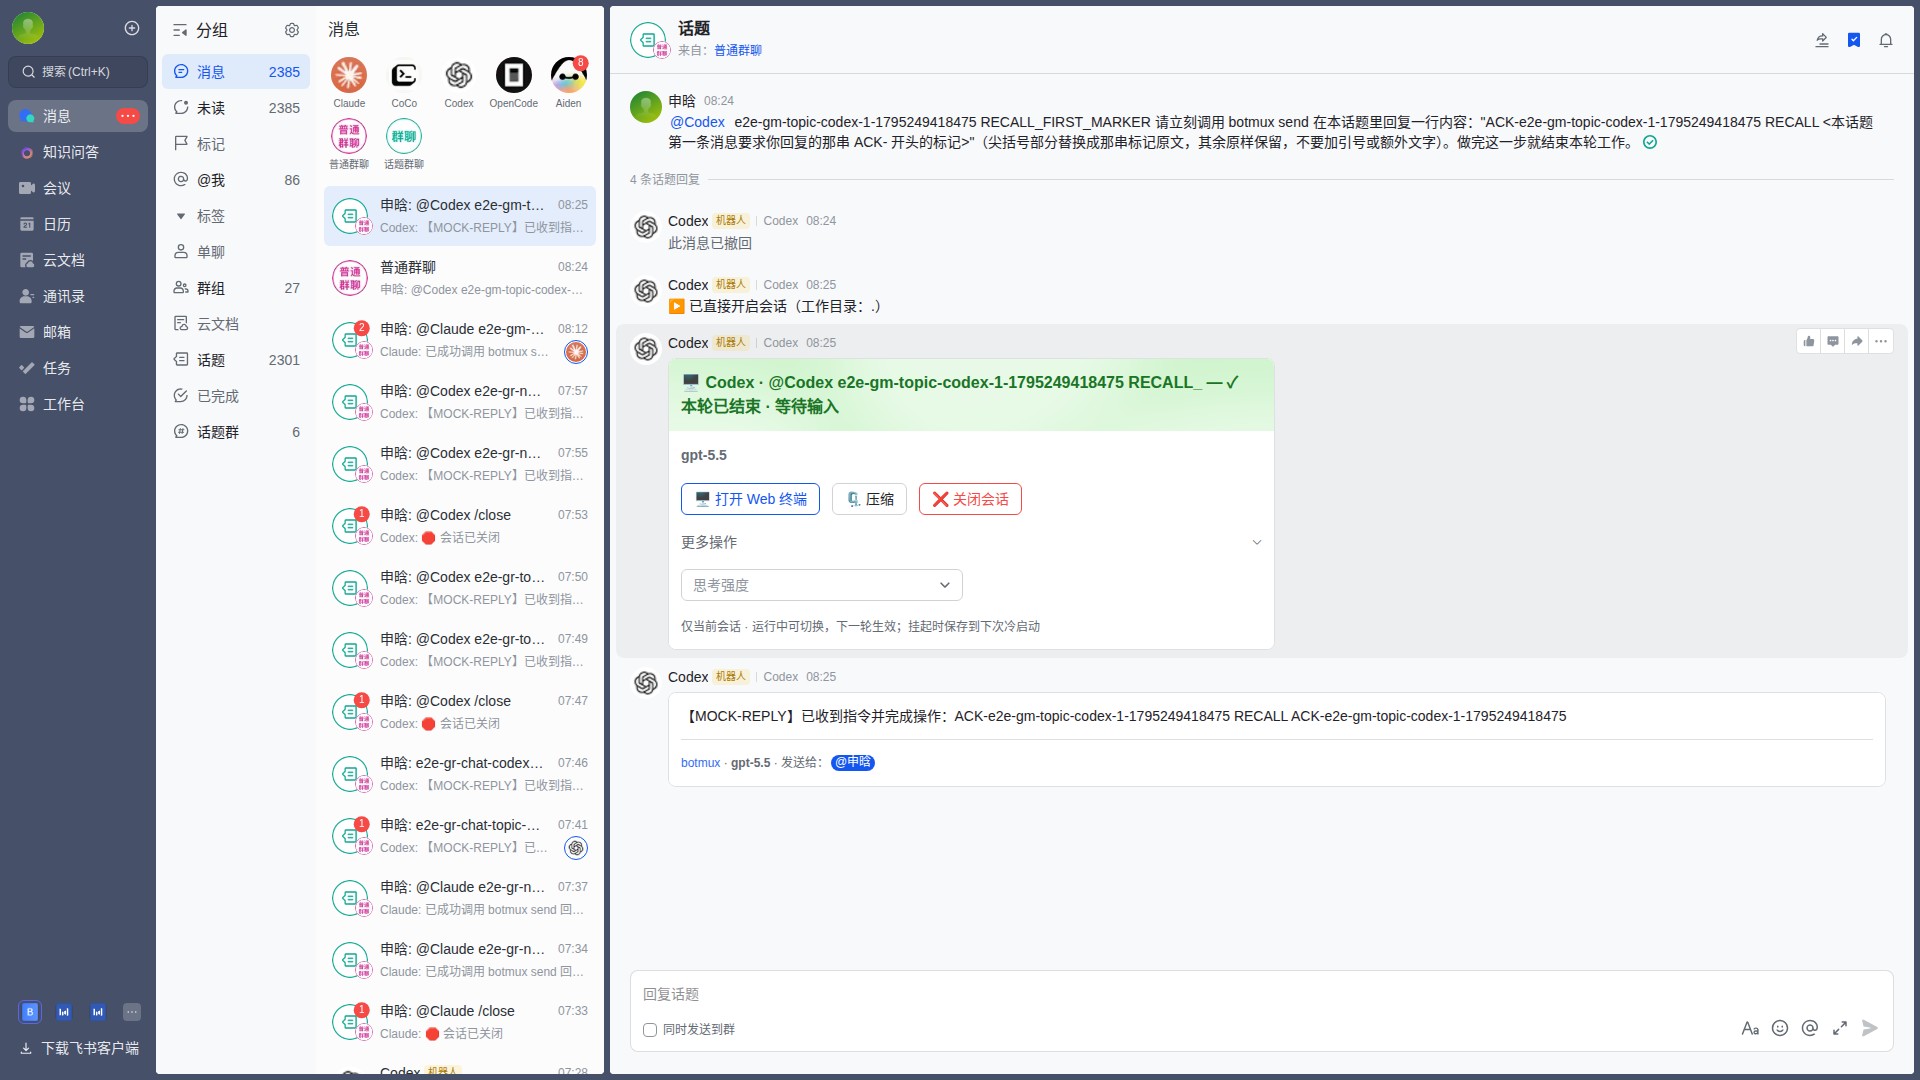 搜索 (Ctrl+K)
消息
知识问答
会议
日历
云文档
通讯录
邮箱
任务
工作台
B
下载飞书客户端
分组
消息 2385
未读 2385
标记
@我 86
标签
单聊
群组 27
云文档
话题 2301
已完成
话题群 6
消息
8
Claude
CoCo
Codex
OpenCode
Aiden
普通群聊
群聊
普通群聊
话题群聊
申晗: @Codex e2e-gm-t... 08:25
Codex: 【MOCK-REPLY】已收到指...
普通群聊
普通群聊 08:24
申晗: @Codex e2e-gm-topic-codex-...
2
申晗: @Claude e2e-gm-... 08:12
Claude: 已成功调用 botmux s...
申晗: @Codex e2e-gr-n... 07:57
Codex: 【MOCK-REPLY】已收到指...
申晗: @Codex e2e-gr-n... 07:55
Codex: 【MOCK-REPLY】已收到指...
1
申晗: @Codex /close 07:53
Codex: 会话已关闭
申晗: @Codex e2e-gr-to... 07:50
Codex: 【MOCK-REPLY】已收到指...
申晗: @Codex e2e-gr-to... 07:49
Codex: 【MOCK-REPLY】已收到指...
1
申晗: @Codex /close 07:47
Codex: 会话已关闭
申晗: e2e-gr-chat-codex... 07:46
Codex: 【MOCK-REPLY】已收到指...
1
申晗: e2e-gr-chat-topic-... 07:41
Codex: 【MOCK-REPLY】已...
申晗: @Claude e2e-gr-n... 07:37
Claude: 已成功调用 botmux send 回...
申晗: @Claude e2e-gr-n... 07:34
Claude: 已成功调用 botmux send 回...
1
申晗: @Claude /close 07:33
Claude: 会话已关闭
Codex 机器人 07:28
话题
来自：普通群聊
申晗 08:24
@Codex e2e-gm-topic-codex-1-1795249418475 RECALL_FIRST_MARKER 请立刻调用 botmux send 在本话题里回复一行内容："ACK-e2e-gm-topic-codex-1-1795249418475 RECALL <本话题
第一条消息要求你回复的那串 ACK- 开头的标记>"（尖括号部分替换成那串标记原文，其余原样保留，不要加引号或额外文字）。做完这一步就结束本轮工作。
4 条话题回复
Codex 机器人 Codex 08:24
此消息已撤回
Codex 机器人 Codex 08:25
已直接开启会话（工作目录：.）
Codex 机器人 Codex 08:25
Codex · @Codex e2e-gm-topic-codex-1-1795249418475 RECALL_ — ✓
本轮已结束 · 等待输入
gpt-5.5
打开 Web 终端
压缩
关闭会话
更多操作
思考强度
仅当前会话 · 运行中可切换，下一轮生效；挂起时保存到下次冷启动
Codex 机器人 Codex 08:25
【MOCK-REPLY】已收到指令并完成操作：ACK-e2e-gm-topic-codex-1-1795249418475 RECALL ACK-e2e-gm-topic-codex-1-1795249418475
botmux · gpt-5.5 · 发送给： @申晗
回复话题
同时发送到群
Aa